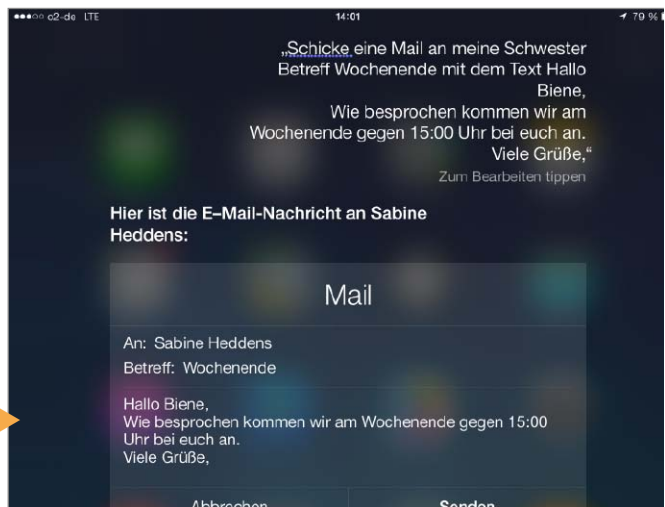 o2-de LTE 14:01 79 %
„Schicke eine Mail an meine Schwester
Betreff Wochenende mit dem Text Hallo
Biene,
Wie besprochen kommen wir am
Wochenende gegen 15:00 Uhr bei euch an.
Viele Grüße,“
Zum Bearbeiten tippen
Hier ist die E–Mail-Nachricht an Sabine
Heddens:
Mail
An: Sabine Heddens
Betreff: Wochenende
Hallo Biene,
Wie besprochen kommen wir am Wochenende gegen 15:00
Uhr bei euch an.
Viele Grüße,
Abbrechen Senden